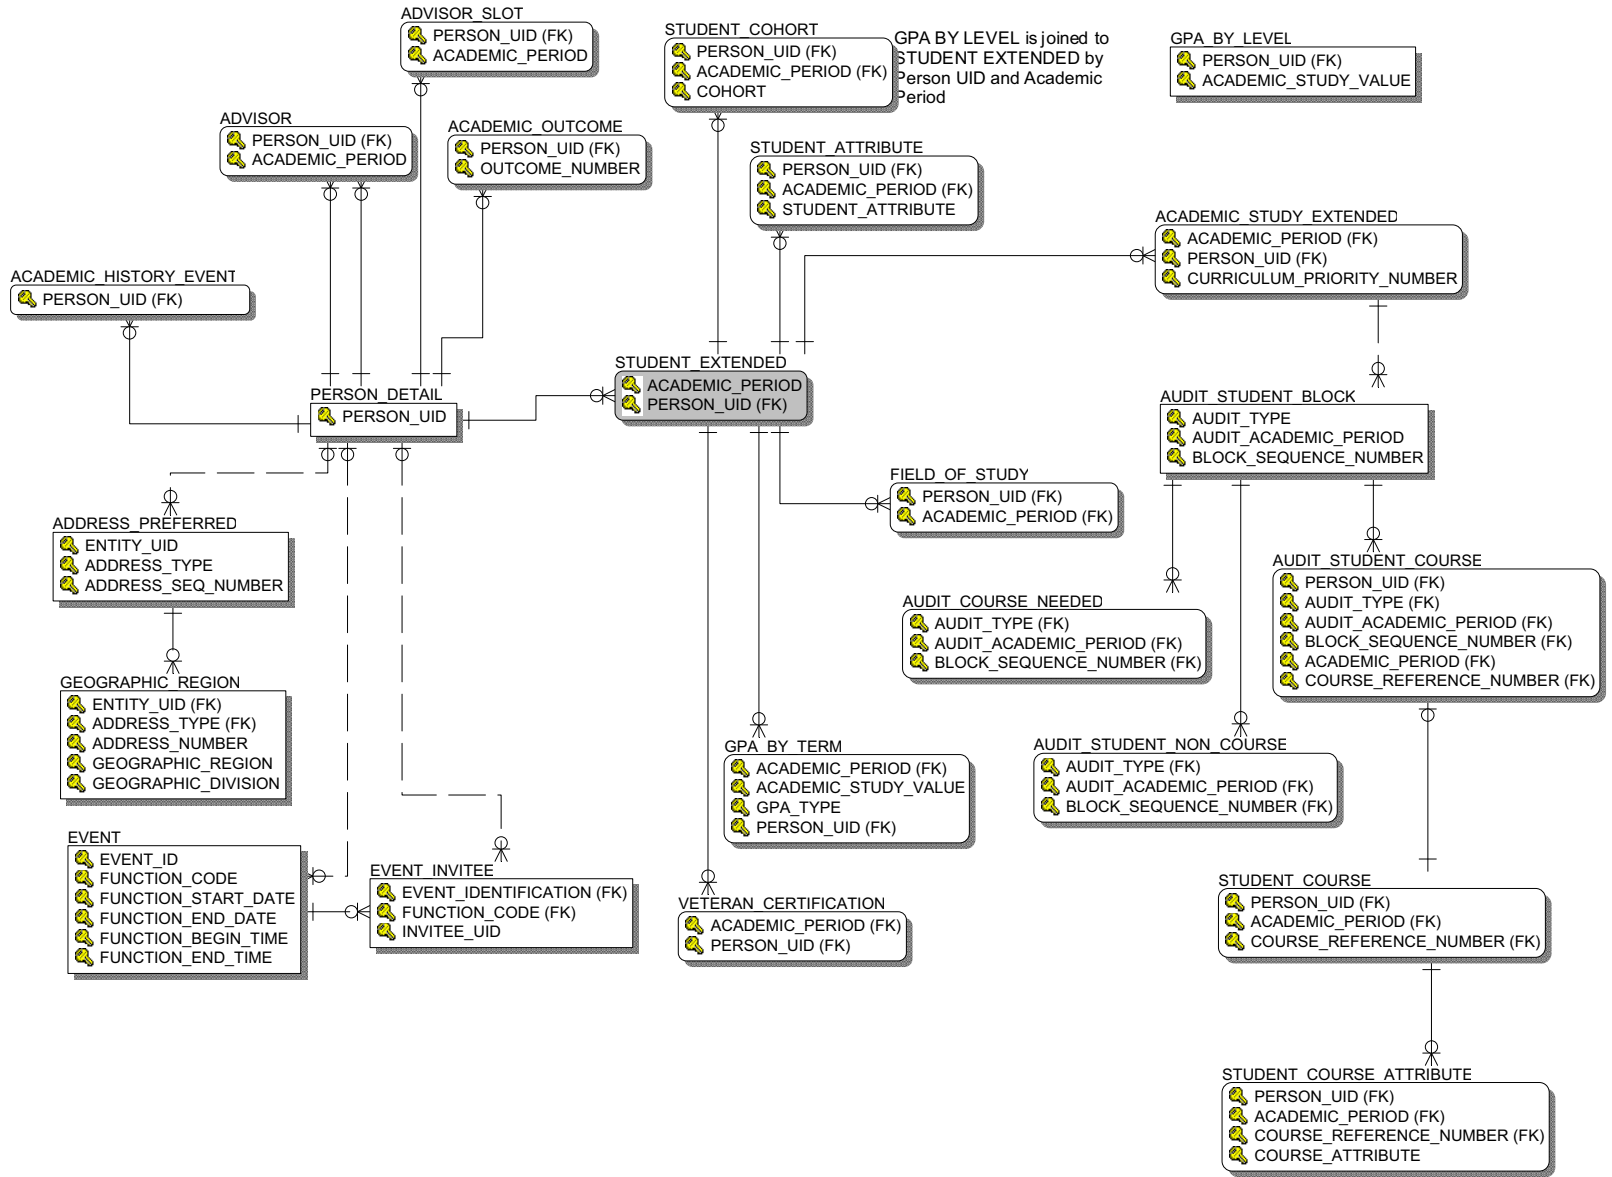 ADVISOR_SLOT
PERSON_UID (FK)
ACADEMIC_PERIOD
STUDENT_COHORT
PERSON_UID (FK)
ACADEMIC_PERIOD (FK)
COHORT
GPA BY LEVEL is joined to
STUDENT EXTENDED by
Person UID and Academic
Period
GPA_BY_LEVEL
PERSON_UID (FK)
ACADEMIC_STUDY_VALUE
ADVISOR
PERSON_UID (FK)
ACADEMIC_PERIOD
ACADEMIC_OUTCOME
PERSON_UID (FK)
OUTCOME_NUMBER
STUDENT_ATTRIBUTE
PERSON_UID (FK)
ACADEMIC_PERIOD (FK)
STUDENT_ATTRIBUTE
ACADEMIC_STUDY_EXTENDED
ACADEMIC_PERIOD (FK)
PERSON_UID (FK)
CURRICULUM_PRIORITY_NUMBER
ACADEMIC_HISTORY_EVENT
PERSON_UID (FK)
STUDENT_EXTENDED
ACADEMIC_PERIOD
PERSON_UID (FK)
PERSON_DETAIL
PERSON_UID
AUDIT_STUDENT_BLOCK
AUDIT_TYPE
AUDIT_ACADEMIC_PERIOD
BLOCK_SEQUENCE_NUMBER
FIELD_OF_STUDY
PERSON_UID (FK)
ACADEMIC_PERIOD (FK)
ADDRESS_PREFERRED
ENTITY_UID
ADDRESS_TYPE
ADDRESS_SEQ_NUMBER
AUDIT_STUDENT_COURSE
PERSON_UID (FK)
AUDIT_TYPE (FK)
AUDIT_ACADEMIC_PERIOD (FK)
BLOCK_SEQUENCE_NUMBER (FK)
ACADEMIC_PERIOD (FK)
COURSE_REFERENCE_NUMBER (FK)
AUDIT_COURSE_NEEDED
AUDIT_TYPE (FK)
AUDIT_ACADEMIC_PERIOD (FK)
BLOCK_SEQUENCE_NUMBER (FK)
GEOGRAPHIC_REGION
ENTITY_UID (FK)
ADDRESS_TYPE (FK)
ADDRESS_NUMBER
GEOGRAPHIC_REGION
GEOGRAPHIC_DIVISION
GPA_BY_TERM
ACADEMIC_PERIOD (FK)
ACADEMIC_STUDY_VALUE
GPA_TYPE
PERSON_UID (FK)
AUDIT_STUDENT_NON_COURSE
AUDIT_TYPE (FK)
AUDIT_ACADEMIC_PERIOD (FK)
BLOCK_SEQUENCE_NUMBER (FK)
EVENT
EVENT_ID
FUNCTION_CODE
FUNCTION_START_DATE
FUNCTION_END_DATE
FUNCTION_BEGIN_TIME
FUNCTION_END_TIME
EVENT_INVITEE
EVENT_IDENTIFICATION (FK)
FUNCTION_CODE (FK)
INVITEE_UID
VETERAN_CERTIFICATION
ACADEMIC_PERIOD (FK)
PERSON_UID (FK)
STUDENT_COURSE
PERSON_UID (FK)
ACADEMIC_PERIOD (FK)
COURSE_REFERENCE_NUMBER (FK)
STUDENT_COURSE_ATTRIBUTE
PERSON_UID (FK)
ACADEMIC_PERIOD (FK)
COURSE_REFERENCE_NUMBER (FK)
COURSE_ATTRIBUTE